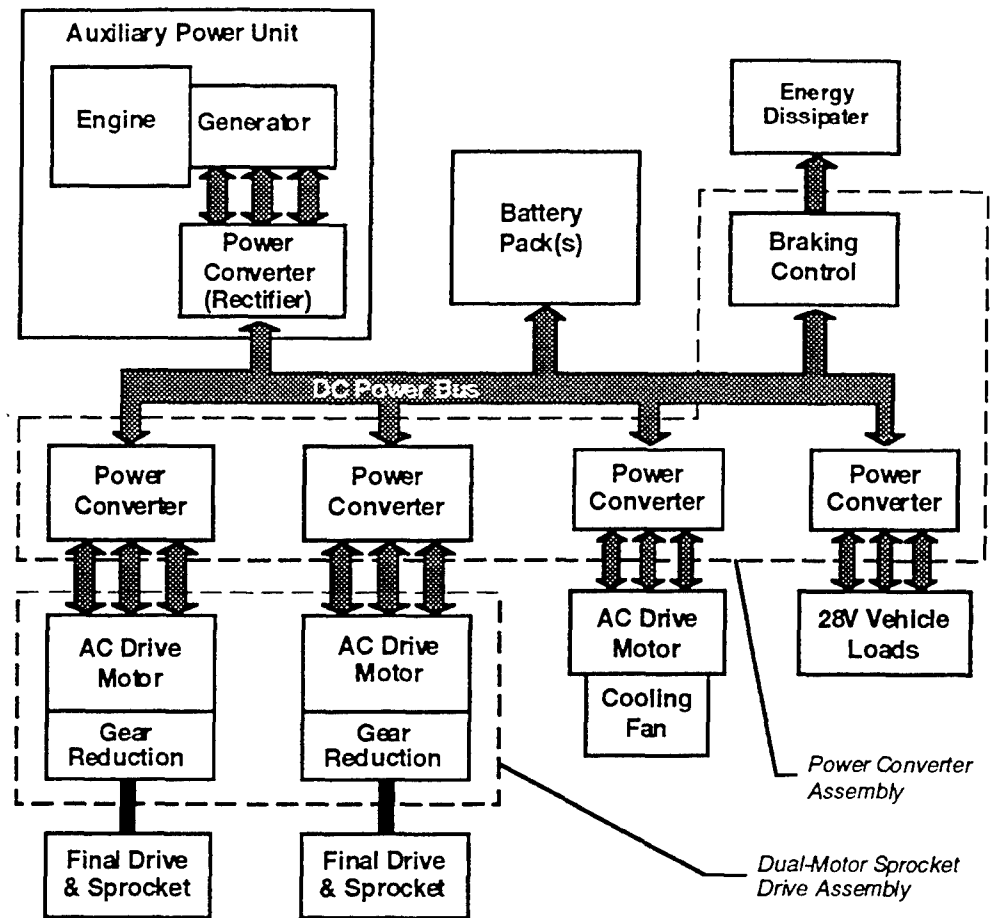 Auxiliary Power Unit
Engine
Generator
Power
Converter
(Rectifier)
Battery
Pack(s)
Energy
Dissipater
Braking
Control
DC Power Bus
Power
Converter
Power
Converter
Power
Converter
Power
Converter
AC Drive
Motor
AC Drive
Motor
AC Drive
Motor
28V Vehicle
Loads
Gear
Reduction
Gear
Reduction
Cooling
Fan
Power Converter
Assembly
Final Drive
& Sprocket
Final Drive
& Sprocket
Dual-Motor Sprocket
Drive Assembly